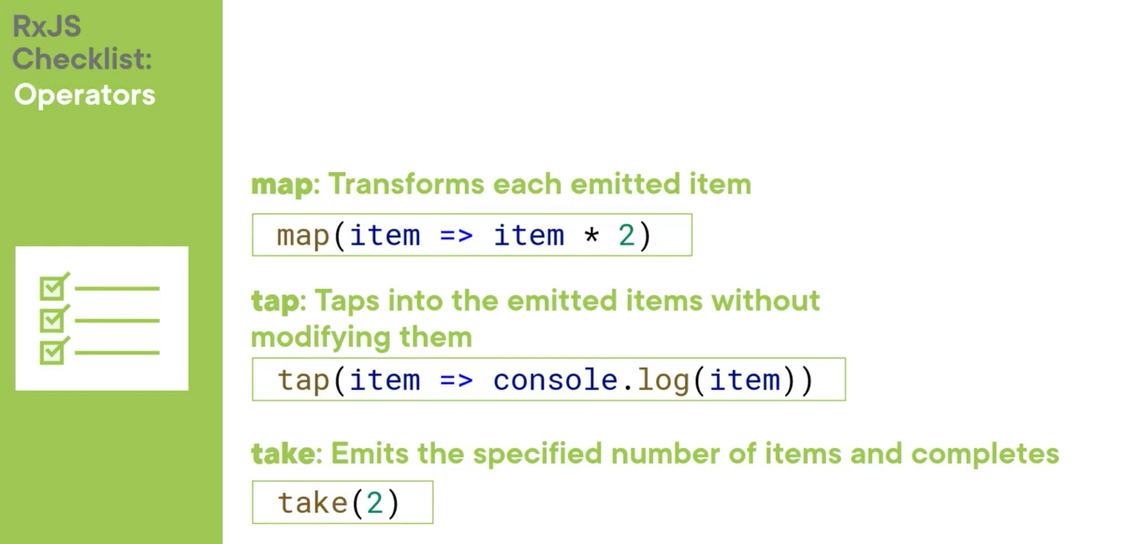 RxJS
Checklist:
Operators
map: Transforms each emitted item
map(item => item * 2)
tap: Taps into the emitted items without
modifying them
tap(item => console.log(item))
take: Emits the specified number of items and completes
take(2)